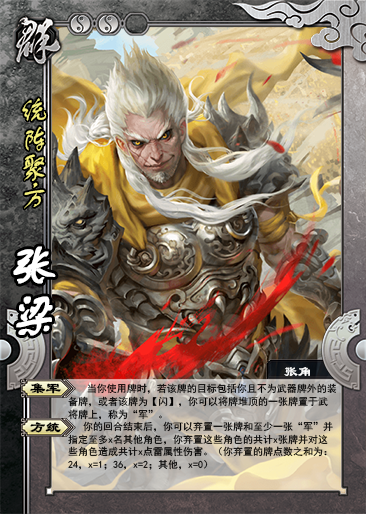 群
统阵聚方
张梁
张角
集军
当你使用牌时，若该牌的目标包括你且不为武器牌外的装
备牌，或者该牌为【闪】，你可以将牌堆顶的一张牌置于武
将牌上，称为“军”。
方统
你的回合结束后，你可以弃置一张牌和至少一张“军”并
指定至多x名其他角色，你弃置这些角色的共计x张牌并对这
些角色造成共计x点雷属性伤害。（你弃置的牌点数之和为：
24，x=1；36，x=2；其他，x=0）